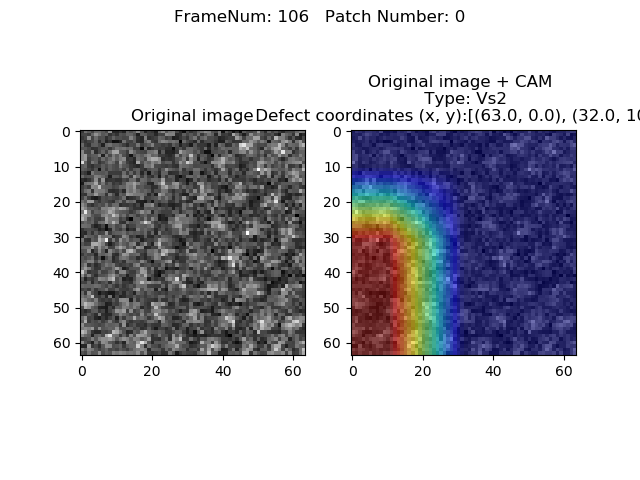 FrameNum: 106   Patch Number: 0
Original image + CAM
Type: Vs2
Original image
Defect coordinates (x, y):[(63.0, 0.0), (32.0, 10
0
10
20
30
40
50
60
0 20 40 60
0
10
20
30
40
50
60
0 20 40 60